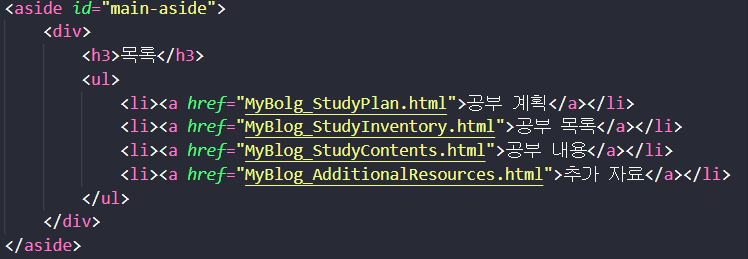 <aside id="main-aside">
<div>
<h3>목록</h3>
<ul>
<li><a href="MyBolg_StudyPlan.html">공부 계획</a></li>
<li><a href="MyBlog_StudyInventory.html">공부 목록</a></li>
<li><a href="MyBlog_StudyContents.html">공부 내용</a></li>
<li><a href="MyBlog_AdditionalResources.html">추가 자료</a></li>
</ul>
</div>
</aside>